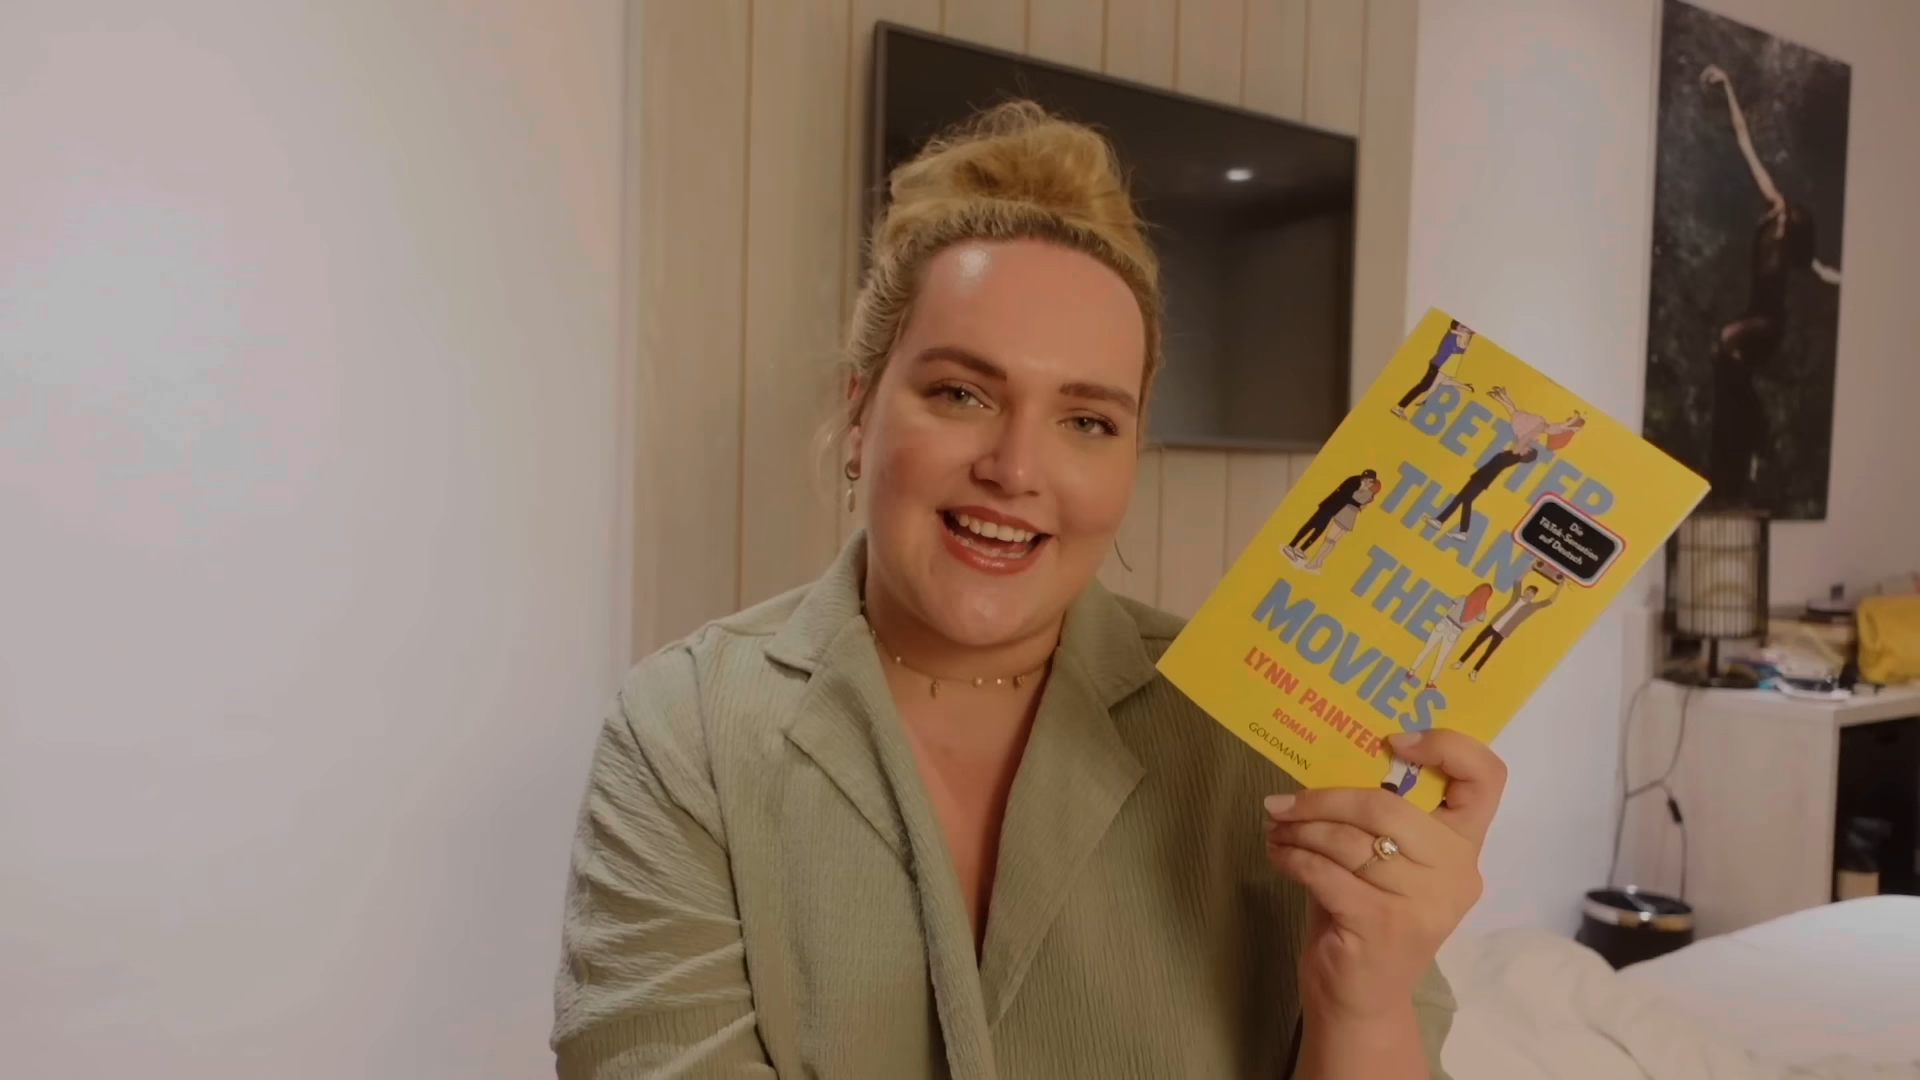 BETTER
THAN
THE
MOVIES
Die
TikTok-Sensation
auf Deutsch
LYNN PAINTER
ROMAN
GOLDMANN